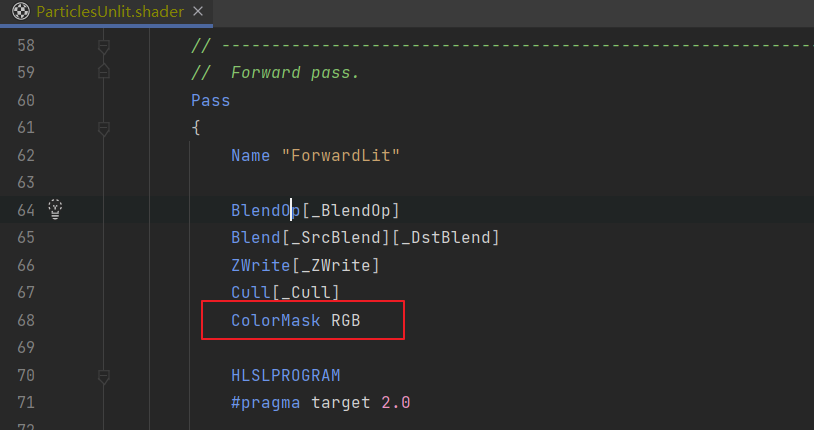 ParticlesUnlit.shader ×
58 // -----------------------------------------------------------
59 // Forward pass.
60 Pass
61 {
62 Name "ForwardLit"
63
64 BlendOp[_BlendOp]
65 Blend[_SrcBlend][_DstBlend]
66 ZWrite[_ZWrite]
67 Cull[_Cull]
68 ColorMask RGB
69
70 HLSLPROGRAM
71 #pragma target 2.0